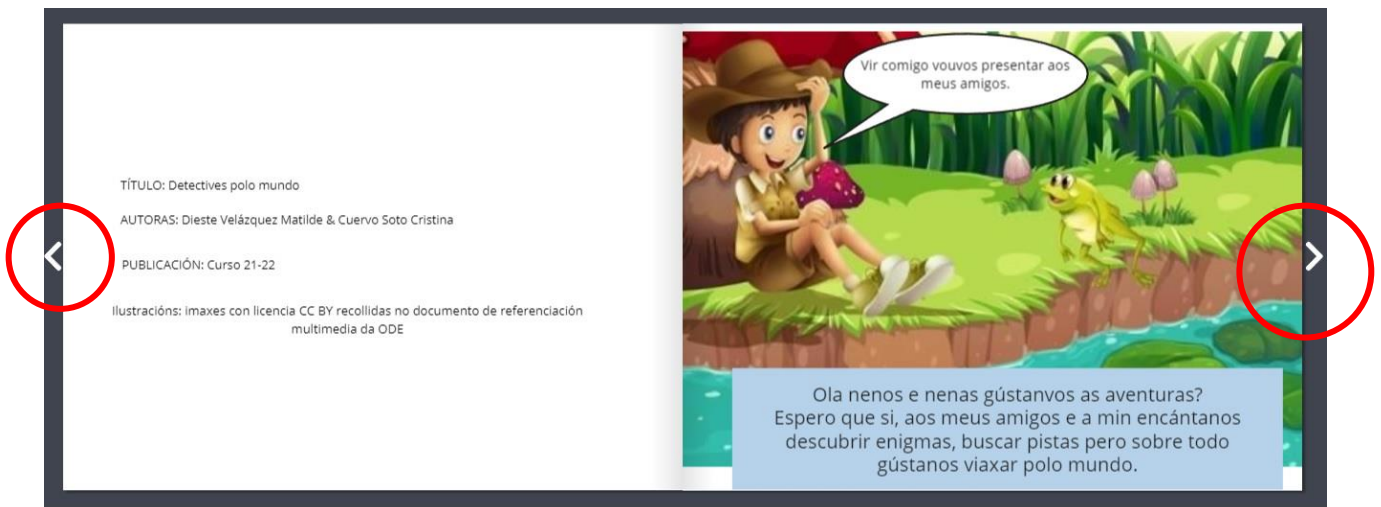 TÍTULO: Detectives polo mundo
AUTORAS: Dieste Velázquez Matilde & Cuervo Soto Cristina
PUBLICACIÓN: Curso 21-22
Ilustracións: imaxes con licencia CC BY recollidas no documento de referenciación
multimedia da ODE
Vir comigo vouvos presentar aos
meus amigos.
Ola nenos e nenas gústanvos as aventuras?
Espero que si, aos meus amigos e a min encántanos
descubrir enigmas, buscar pistas pero sobre todo
gústanos viaxar polo mundo.